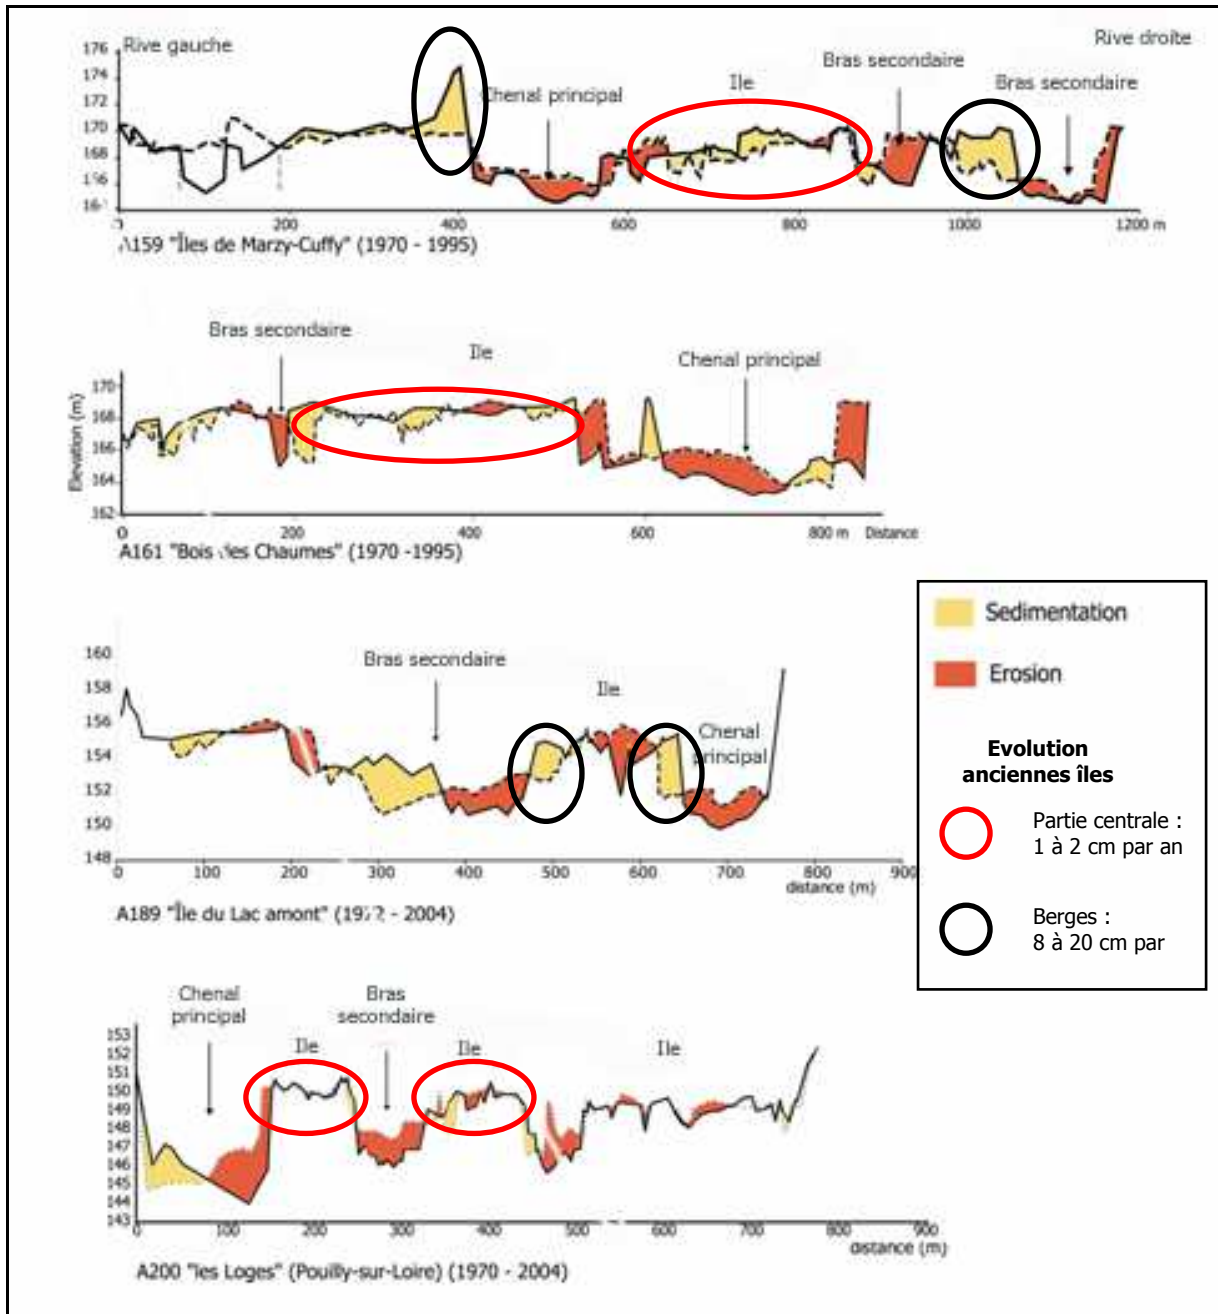 176
Rive gauche
Rive droite
Bras secondaire
174
Ile
Bras secondaire
Chenal principal
172
170
168
0
200
400
600
800
1000
1200 m
A159 "Îles de Marzy-Cuffy" (1970 - 1995)
Bras secondaire
Ile
Chenal principal
170
168
166
164
162
Elevation (m)
0
200
400
600
800 m
Distance
A161 "Bois des Chaumes" (1970 -1995)
Sedimentation
Erosion
Evolution
anciennes îles
Partie centrale :
1 à 2 cm par an
Berges :
8 à 20 cm par
160
158
156
154
152
150
148
Bras secondaire
Ile
Chenal
principal
0
100
200
300
400
500
600
700
800
900
distance (m)
A189 "Île du Lac amont" (1972 - 2004)
Chenal
principal
Bras
secondaire
Ile
Ile
Ile
153
152
151
150
149
148
147
146
145
144
143
0
100
200
300
400
500
600
700
800
900
distance (m)
A200 "les Loges" (Pouilly-sur-Loire) (1970 - 2004)